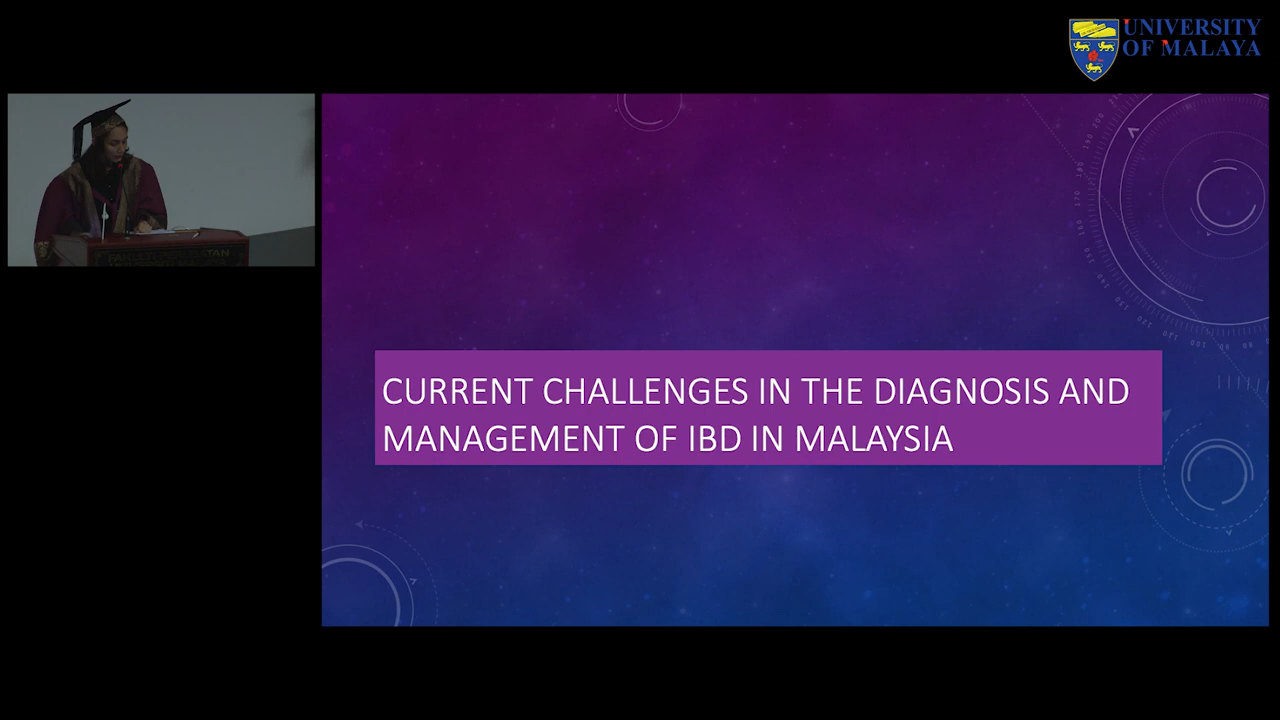 UNIVERSITY
OF MALAYA
CURRENT CHALLENGES IN THE DIAGNOSIS AND
MANAGEMENT OF IBD IN MALAYSIA